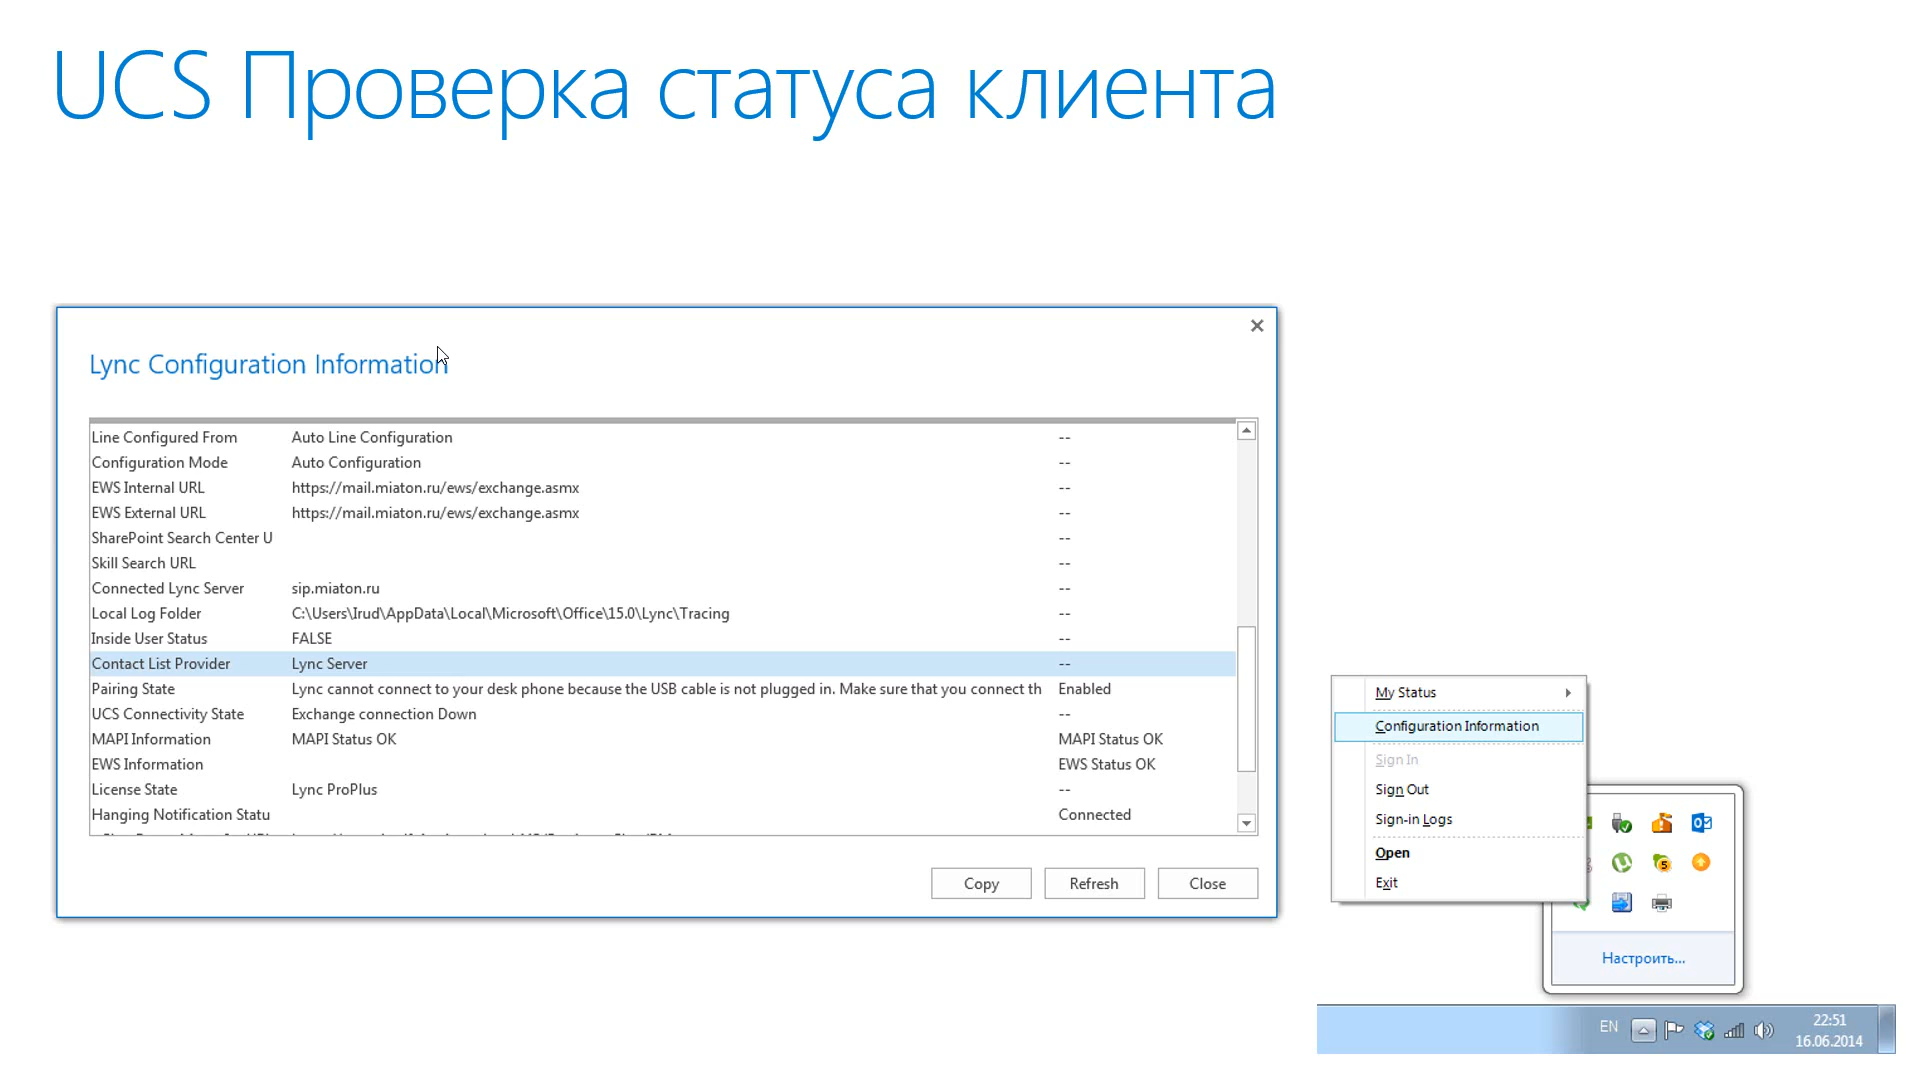 UCS Проверка статуса клиента
Lync Configuration Information
Line Configured From Auto Line Configuration --
Configuration Mode Auto Configuration --
EWS Internal URL https://mail.miaton.ru/ews/exchange.asmx --
EWS External URL https://mail.miaton.ru/ews/exchange.asmx --
SharePoint Search Center U --
Skill Search URL --
Connected Lync Server sip.miaton.ru --
Local Log Folder C:\Users\Irud\AppData\Local\Microsoft\Office\15.0\Lync\Tracing --
Inside User Status FALSE --
Contact List Provider Lync Server --
Pairing State Lync cannot connect to your desk phone because the USB cable is not plugged in. Make sure that you connect th Enabled
UCS Connectivity State Exchange connection Down --
MAPI Information MAPI Status OK MAPI Status OK
EWS Information EWS Status OK
License State Lync ProPlus --
Hanging Notification Statu Connected
Copy Refresh Close
My Status
Configuration Information
Sign In
Sign Out
Sign-in Logs
Open
Exit
Настроить...
EN 22:51
16.06.2014